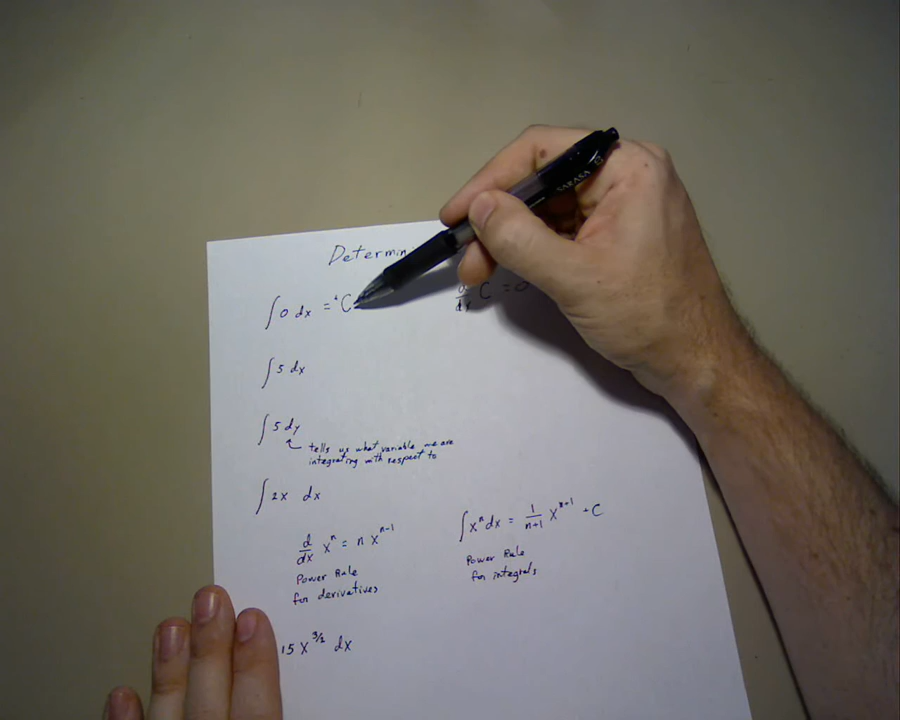 ∫ 0 dx = + C
d/dx C = 0
∫ 5 dx
∫ 5 dy
tells us what variable we are
integrating with respect to
∫ 2x dx
d/dx x^n = n x^(n-1)
Power Rule
for derivatives
∫ x^n dx = 1/(n+1) x^(n+1) + C
Power Rule
for integrals
15 x^(3/2) dx
SARASA